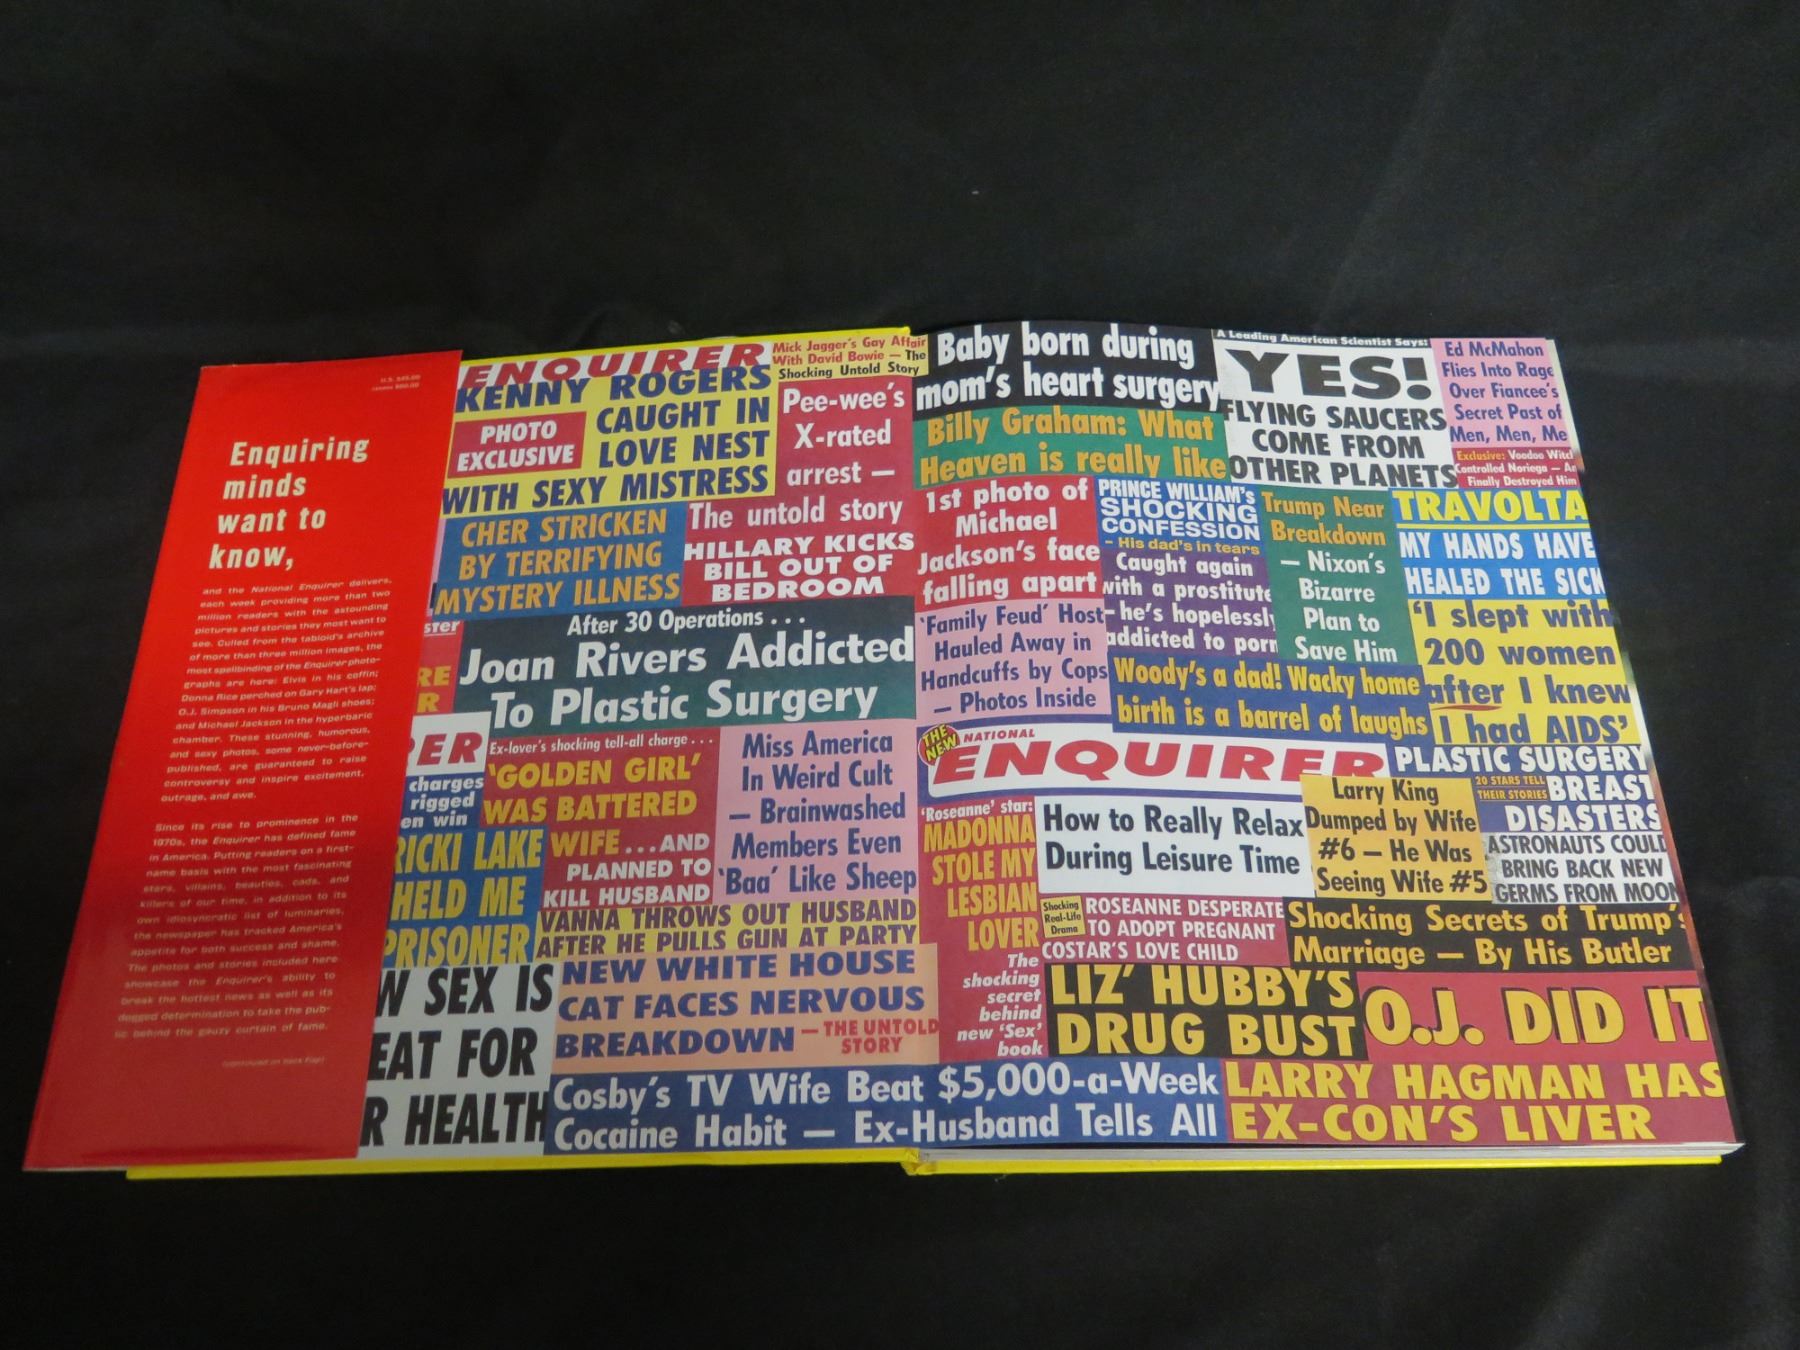 U.S. $45.00
Enquiring
minds
want to
know,
and the National Enquirer delivers,
each week providing more than two
million readers with the astounding
pictures and stories they most want to
see. Culled from the tabloid's archive
of more than three million images, the
most spellbinding of the Enquirer photo-
graphs are here: Elvis in his coffin;
Donna Rice perched on Gary Hart's lap;
O.J. Simpson in his Bruno Magli shoes;
and Michael Jackson in the hyperbaric
chamber. These stunning, humorous,
and sexy photos, some never-before-
published, are guaranteed to raise
controversy and inspire excitement,
outrage, and awe.
Since its rise to prominence in the
1970s, the Enquirer has defined fame
in America. Putting readers on a first-
name basis with the most fascinating
stars, villains, beauties, cads, and
killers of our time, in addition to its
own idiosyncratic list of luminaries,
the newspaper has tracked America's
appetite for both success and shame.
The photos and stories included here
showcase the Enquirer's ability to
break the hottest news as well as its
dogged determination to take the pub-
lic behind the gauzy curtain of fame.
(continued on back flap)
ENQUIRER
KENNY ROGERS
CAUGHT IN
LOVE NEST
WITH SEXY MISTRESS
PHOTO
EXCLUSIVE
Mick Jagger's Gay Affair
With David Bowie — The
Shocking Untold Story
Pee-wee's
X-rated
arrest —
The untold story
CHER STRICKEN
BY TERRIFYING
MYSTERY ILLNESS
HILLARY KICKS
BILL OUT OF
BEDROOM
ster
RE
R
After 30 Operations . . .
Joan Rivers Addicted
To Plastic Surgery
ER
charges
rigged
en win
Ex-lover's shocking tell-all charge . . .
'GOLDEN GIRL'
WAS BATTERED
WIFE . . . AND
PLANNED TO
KILL HUSBAND
Miss America
In Weird Cult
— Brainwashed
Members Even
'Baa' Like Sheep
RICKI LAKE
HELD ME
PRISONER
VANNA THROWS OUT HUSBAND
AFTER HE PULLS GUN AT PARTY
W SEX IS
EAT FOR
R HEALTH
NEW WHITE HOUSE
CAT FACES NERVOUS
BREAKDOWN
— THE UNTOLD
STORY
Cosby's TV Wife Beat $5,000-a-Week
Cocaine Habit — Ex-Husband Tells All
Baby born during
mom's heart surgery
Billy Graham: What
Heaven is really like
A Leading American Scientist Says:
YES!
FLYING SAUCERS
COME FROM
OTHER PLANETS
Ed McMahon
Flies Into Rage
Over Fiancee's
Secret Past of
Men, Men, Me
Exclusive: Voodoo Witch
Controlled Noriega — An
Finally Destroyed Him
1st photo of
Michael
Jackson's face
falling apart
PRINCE WILLIAM'S
SHOCKING
CONFESSION
- His dad's in tears
Caught again
with a prostitute
- he's hopelessly
addicted to porn
Trump Near
Breakdown
— Nixon's
Bizarre
Plan to
Save Him
TRAVOLTA
MY HANDS HAVE
HEALED THE SICK
'I slept with
200 women
after I knew
I had AIDS'
'Family Feud' Host
Hauled Away in
Handcuffs by Cops
— Photos Inside
Woody's a dad! Wacky home
birth is a barrel of laughs
THE
NEW
NATIONAL
ENQUIRER
PLASTIC SURGERY
20 STARS TELL
THEIR STORIES
BREAST
DISASTERS
'Roseanne' star:
MADONNA
STOLE MY
LESBIAN
LOVER
The
shocking
secret
behind
new 'Sex'
book
How to Really Relax
During Leisure Time
Larry King
Dumped by Wife
#6 — He Was
Seeing Wife #5
ASTRONAUTS COULD
BRING BACK NEW
GERMS FROM MOON
Shocking
Real-Life
Drama
ROSEANNE DESPERATE
TO ADOPT PREGNANT
COSTAR'S LOVE CHILD
Shocking Secrets of Trump's
Marriage — By His Butler
LIZ' HUBBY'S
DRUG BUST
O.J. DID IT
LARRY HAGMAN HAS
EX-CON'S LIVER